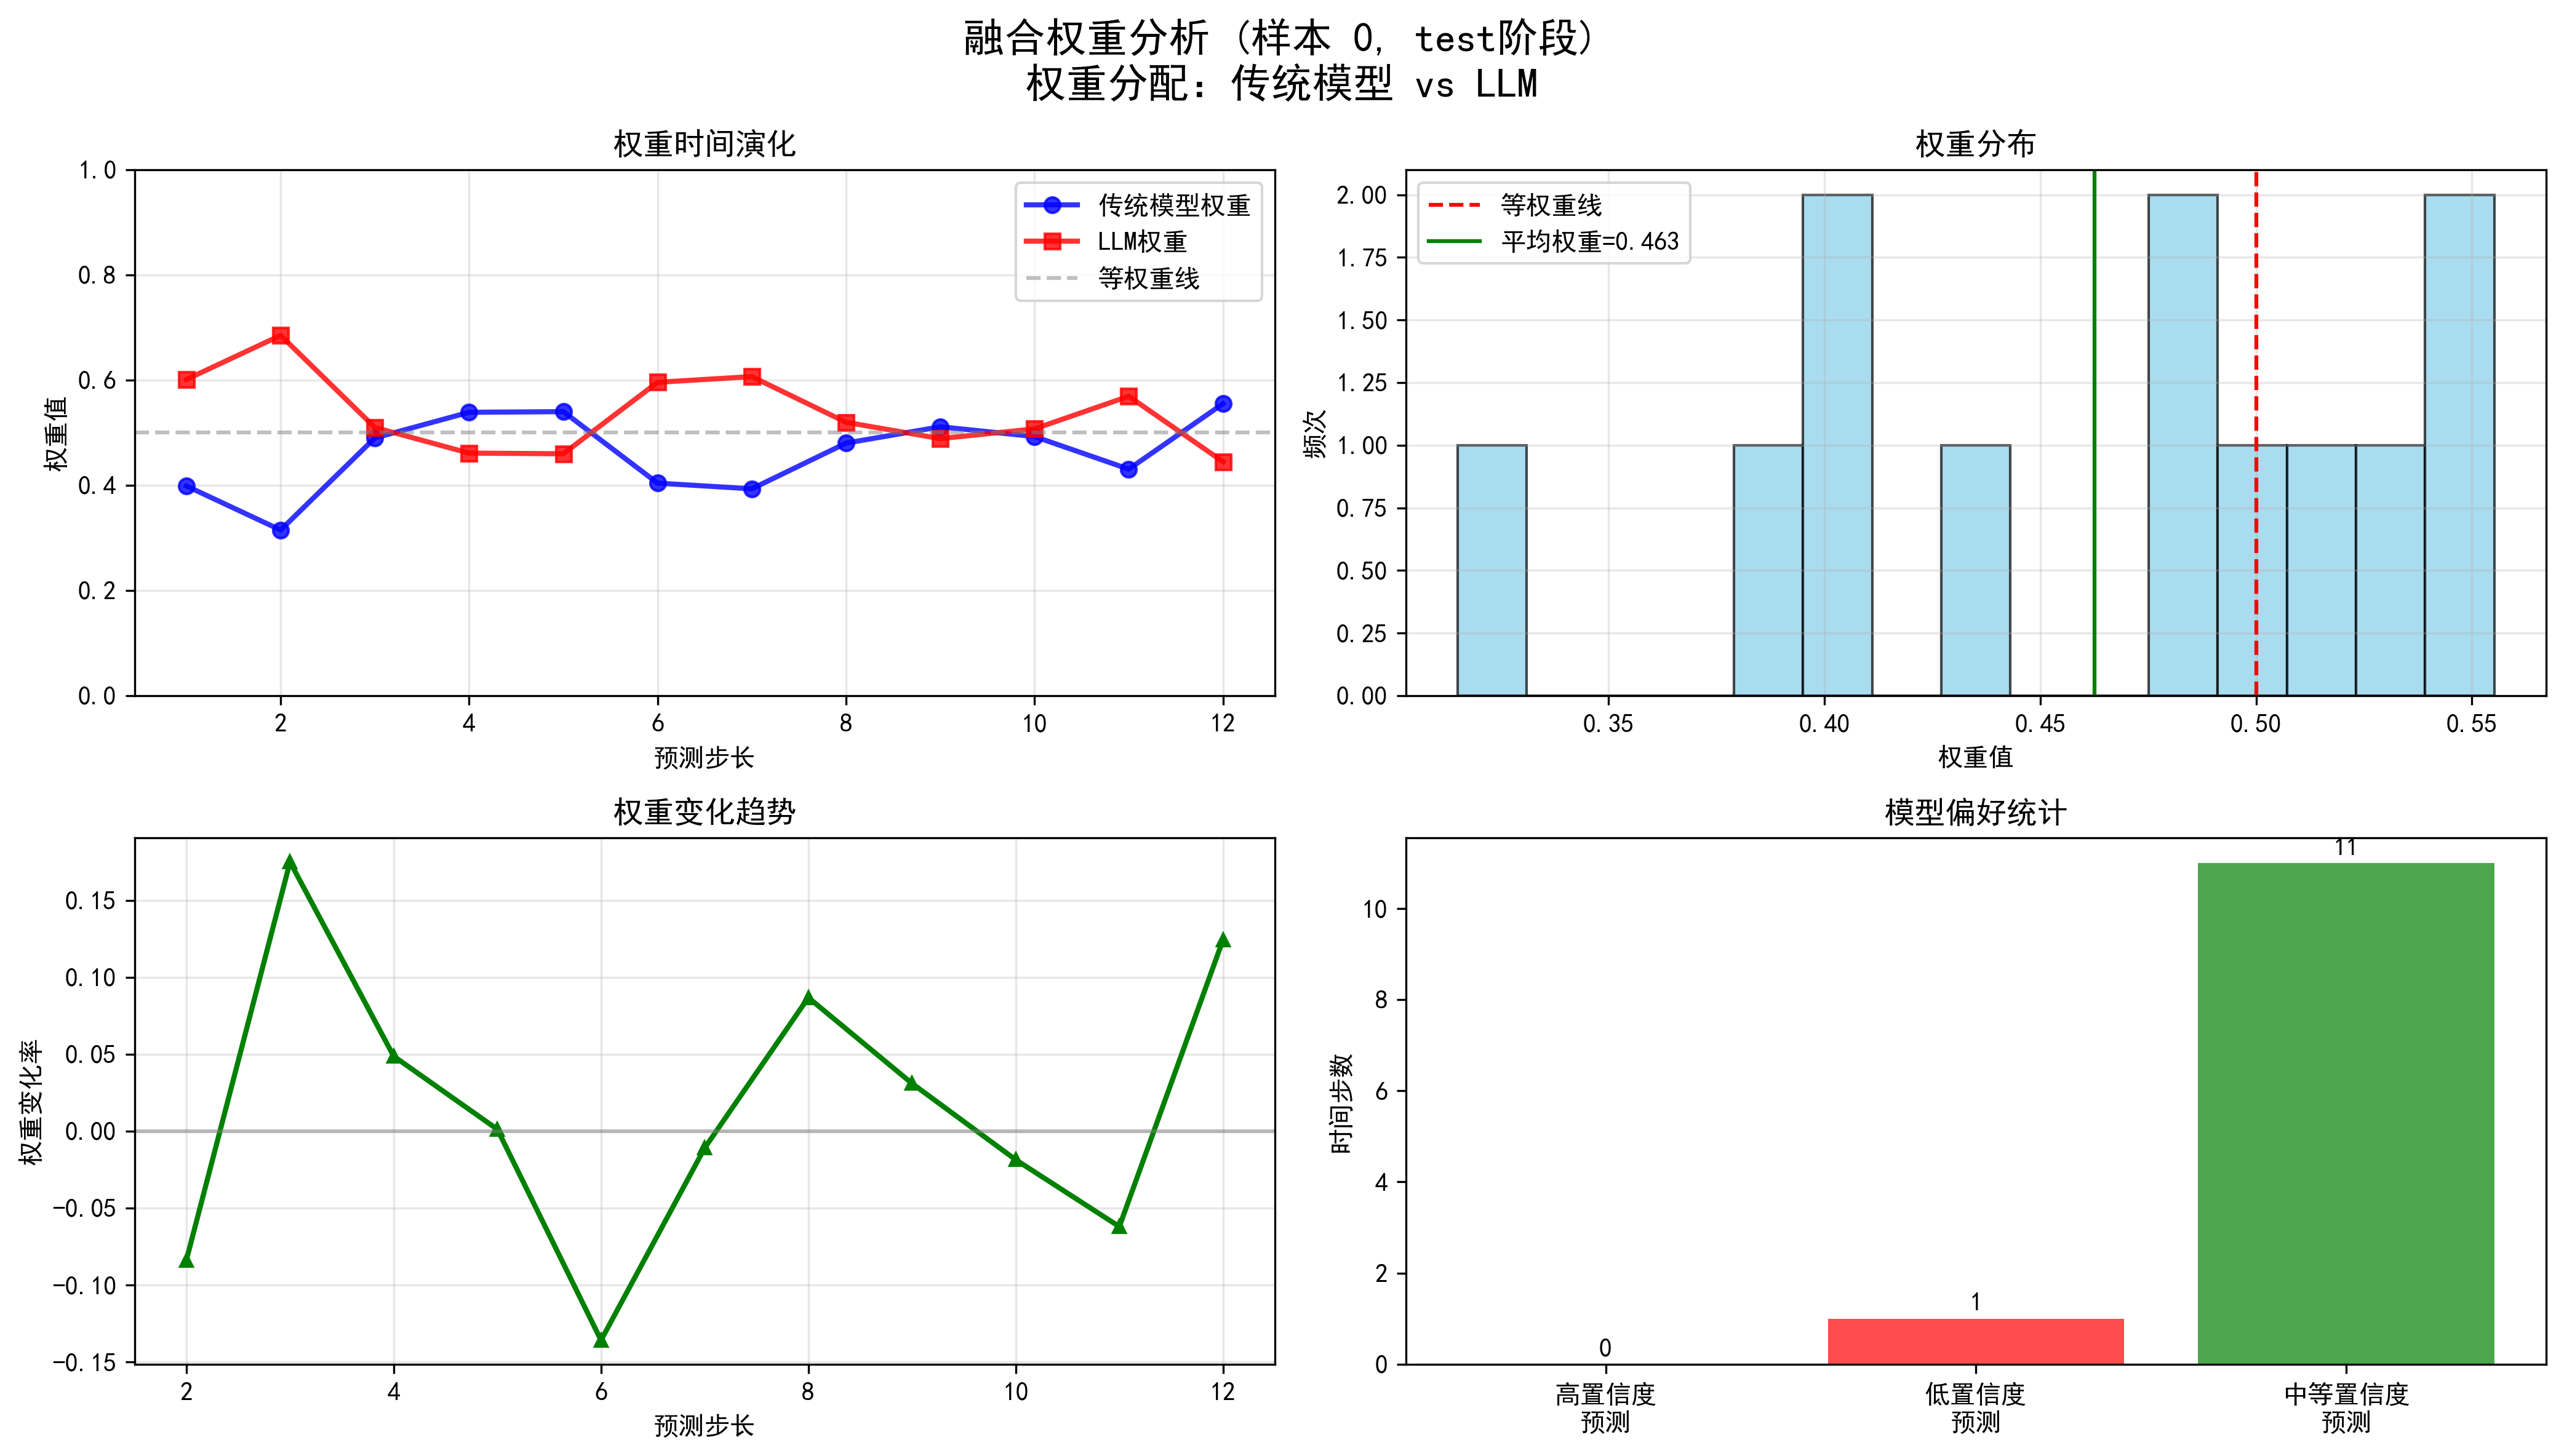 融合权重分析 (样本 0, test阶段)
权重分配: 传统模型 vs LLM
权重时间演化
1.0
0.8
0.6
0.4
0.2
0.0
权重值
传统模型权重
LLM权重
等权重线
2
4
6
8
10
12
预测步长
权重分布
2.00
1.75
1.50
1.25
1.00
0.75
0.50
0.25
0.00
频次
等权重线
平均权重=0.463
0.35
0.40
0.45
0.50
0.55
权重值
权重变化趋势
0.15
0.10
0.05
0.00
−0.05
−0.10
−0.15
权重变化率
2
4
6
8
10
12
预测步长
模型偏好统计
10
8
6
4
2
0
时间步数
0
1
11
高置信度
预测
低置信度
预测
中等置信度
预测